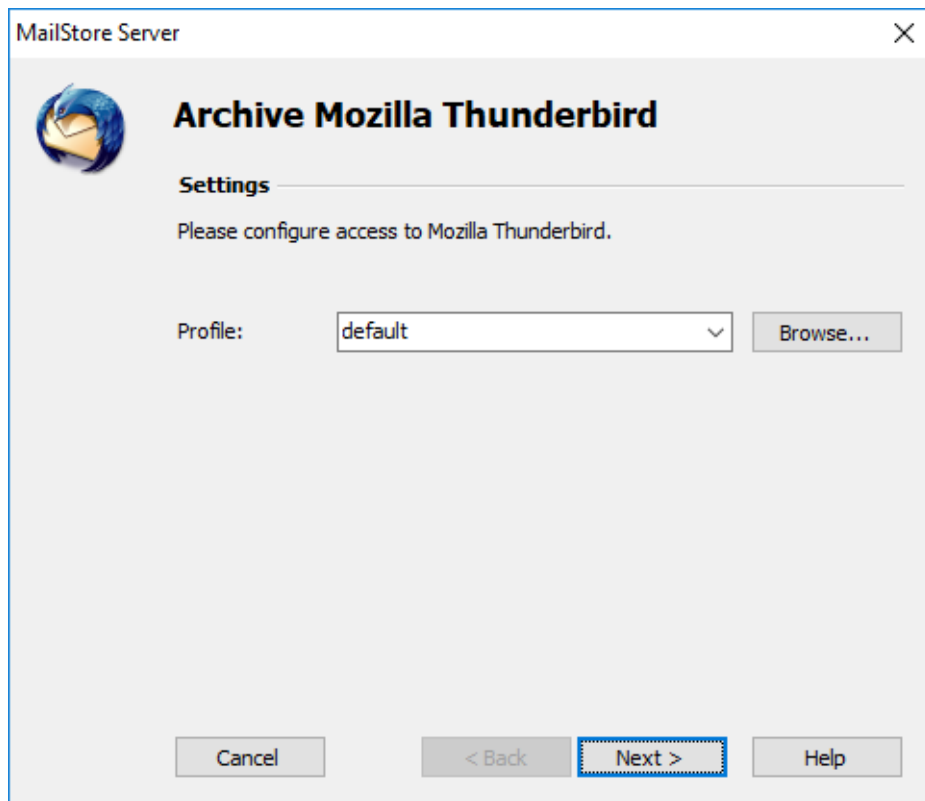 MailStore Server
Archive Mozilla Thunderbird
Settings
Please configure access to Mozilla Thunderbird.
Profile: default Browse...
Cancel < Back Next > Help